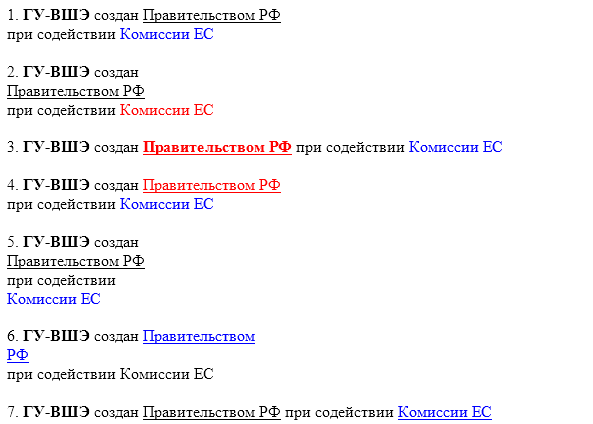 1. ГУ-ВШЭ создан Правительством РФ
при содействии Комиссии ЕС
2. ГУ-ВШЭ создан
Правительством РФ
при содействии Комиссии ЕС
3. ГУ-ВШЭ создан Правительством РФ при содействии Комиссии ЕС
4. ГУ-ВШЭ создан Правительством РФ
при содействии Комиссии ЕС
5. ГУ-ВШЭ создан
Правительством РФ
при содействии
Комиссии ЕС
6. ГУ-ВШЭ создан Правительством
РФ
при содействии Комиссии ЕС
7. ГУ-ВШЭ создан Правительством РФ при содействии Комиссии ЕС